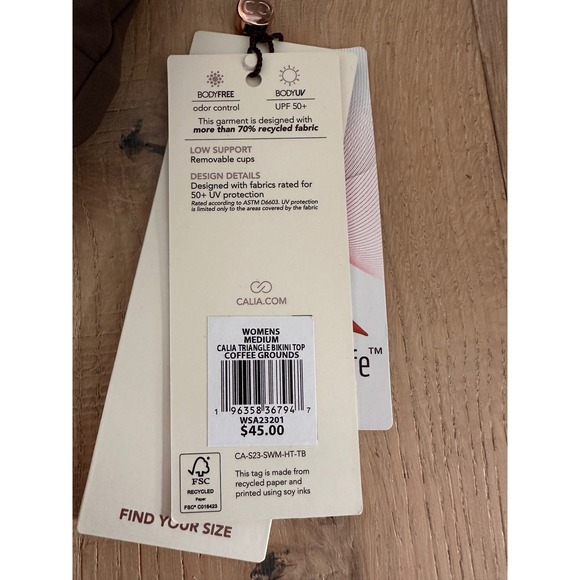 BODYFREE
odor control
BODYUV
UPF 50+
This garment is designed with
more than 70% recycled fabric
LOW SUPPORT
Removable cups
DESIGN DETAILS
Designed with fabrics rated for
50+ UV protection
Rated according to ASTM D6603. UV protection
is limited only to the areas covered by the fabric
CALIA.COM
WOMENS
MEDIUM
CALIA TRIANGLE BIKINI TOP
COFFEE GROUNDS
1 96358 36794 7
WSA23201
$45.00
CA-S23-SWM-HT-TB
This tag is made from
recycled paper and
printed using soy inks
FSC
RECYCLED
Paper
FSC® C016423
FIND YOUR SIZE
fe™